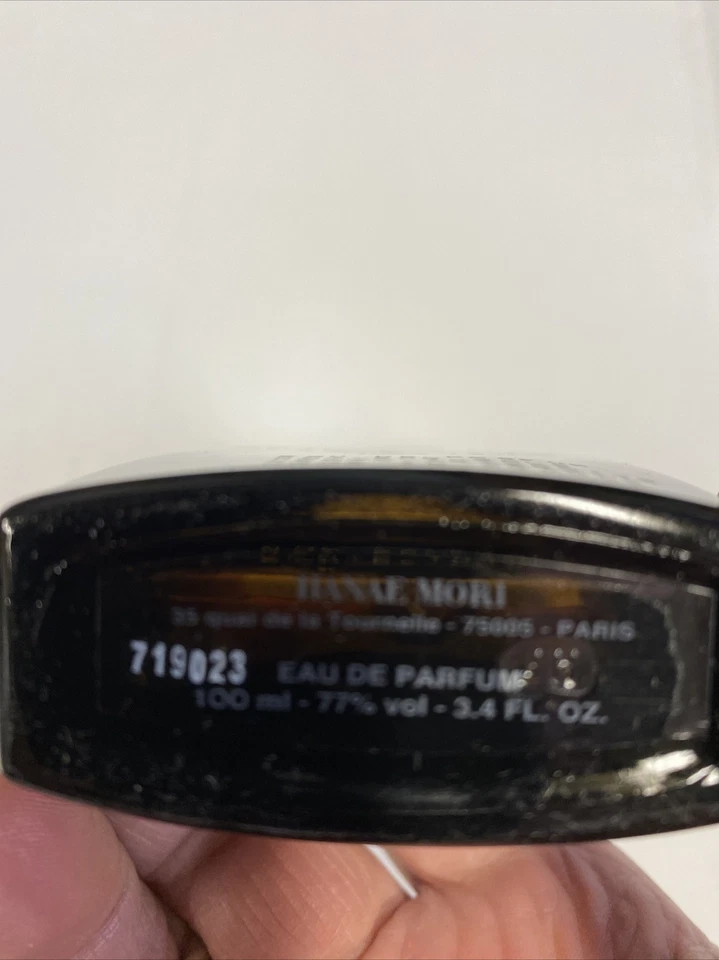 HANAE MORI
35 quai de la Tournelle - 75005 - PARIS
719023 EAU DE PARFUM
100 ml - 77% vol - 3.4 FL. OZ.